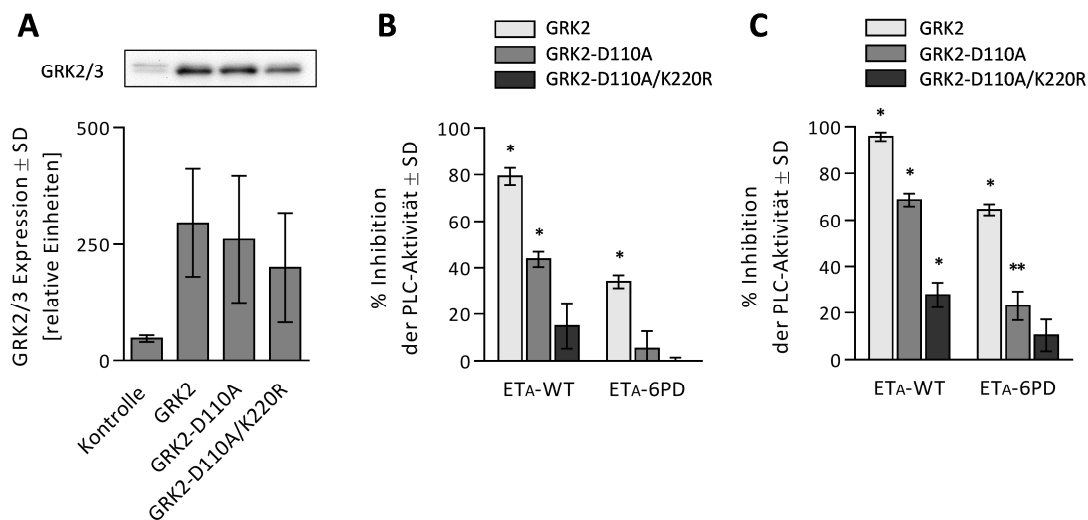 A
GRK2/3
GRK2/3 Expression ± SD
[relative Einheiten]
500
250
0
Kontrolle
GRK2
GRK2-D110A
GRK2-D110A/K220R
B
GRK2
GRK2-D110A
GRK2-D110A/K220R
% Inhibition
der PLC-Aktivität ± SD
100
80
60
40
20
0
*
*
*
ETA-WT
ETA-6PD
C
GRK2
GRK2-D110A
GRK2-D110A/K220R
% Inhibition
der PLC-Aktivität ± SD
100
80
60
40
20
0
*
*
*
*
**
ETA-WT
ETA-6PD